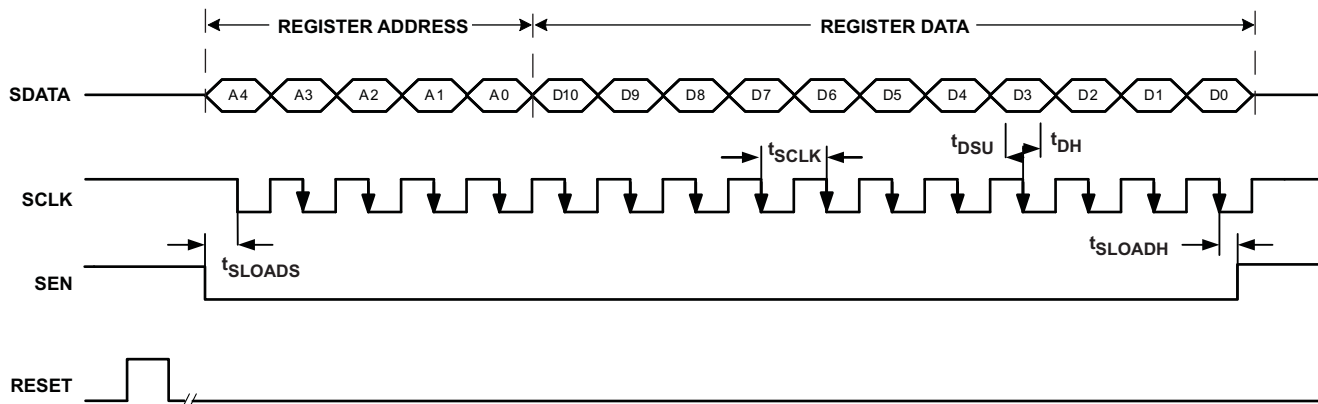 REGISTER ADDRESS REGISTER DATA
SDATA A4 A3 A2 A1 A0 D10 D9 D8 D7 D6 D5 D4 D3 D2 D1 D0
tSCLK tDSU tDH
SCLK
tSLOADS tSLOADH
SEN
RESET